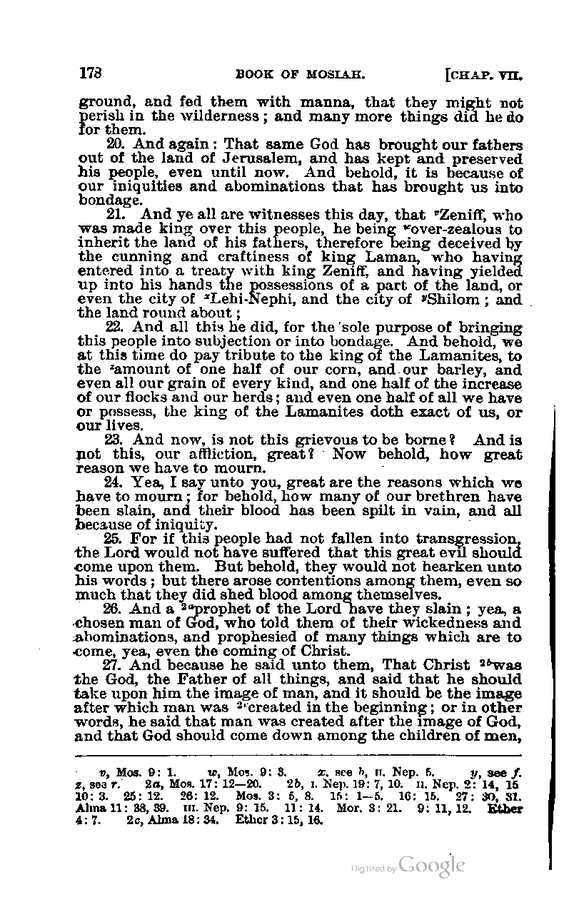 178 BOOK OF MOSIAH. [CHAP. VII.
ground, and fed them with manna, that they might not
perish in the wilderness; and many more things did he do
for them.
20. And again: That same God has brought our fathers
out of the land of Jerusalem, and has kept and preserved
his people, even until now. And behold, it is because of
our iniquities and abominations that has brought us into
bondage.
21. And ye all are witnesses this day, that ᵛZeniff, who
was made king over this people, he being ʷover-zealous to
inherit the land of his fathers, therefore being deceived by
the cunning and craftiness of king Laman, who having
entered into a treaty with king Zeniff, and having yielded
up into his hands the possessions of a part of the land, or
even the city of ˣLehi-Nephi, and the city of ʸShilom; and
the land round about;
22. And all this he did, for the sole purpose of bringing
this people into subjection or into bondage. And behold, we
at this time do pay tribute to the king of the Lamanites, to
the ᶻamount of one half of our corn, and our barley, and
even all our grain of every kind, and one half of the increase
of our flocks and our herds; and even one half of all we have
or possess, the king of the Lamanites doth exact of us, or
our lives.
23. And now, is not this grievous to be borne? And is
not this, our affliction, great? Now behold, how great
reason we have to mourn.
24. Yea, I say unto you, great are the reasons which we
have to mourn; for behold, how many of our brethren have
been slain, and their blood has been spilt in vain, and all
because of iniquity.
25. For if this people had not fallen into transgression,
the Lord would not have suffered that this great evil should
come upon them. But behold, they would not hearken unto
his words; but there arose contentions among them, even so
much that they did shed blood among themselves.
26. And a ²ᵃprophet of the Lord have they slain; yea, a
chosen man of God, who told them of their wickedness and
abominations, and prophesied of many things which are to
come, yea, even the coming of Christ.
27. And because he said unto them, That Christ ²ᵇwas
the God, the Father of all things, and said that he should
take upon him the image of man, and it should be the image
after which man was ²ᶜcreated in the beginning; or in other
words, he said that man was created after the image of God,
and that God should come down among the children of men,
v, Mos. 9: 1. w, Mos. 9: 3. x, see h, II. Nep. 5. y, see f.
z, see r. 2a, Mos. 17: 12—20. 2b, I. Nep. 19: 7, 10. II. Nep. 2: 14, 15
10: 3. 25: 12. 26: 12. Mos. 3: 5, 8. 15: 1—5. 16: 15. 27: 30, 31.
Alma 11: 38, 39. III. Nep. 9: 15. 11: 14. Mor. 3: 21. 9: 11, 12. Ether
4: 7. 2c, Alma 18: 34. Ether 3: 15, 16.
Digitized by Google